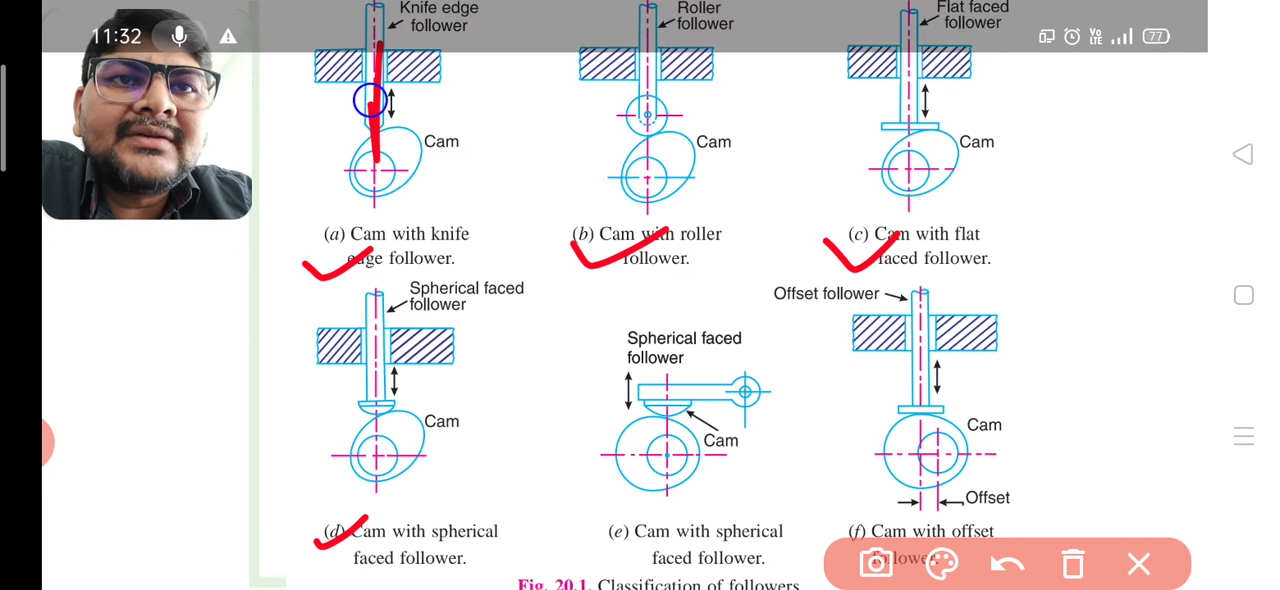 11:32
77
Knife edge
follower
Roller
follower
Flat faced
follower
Cam
Cam
Cam
(a) Cam with knife
edge follower.
(b) Cam with roller
follower.
(c) Cam with flat
faced follower.
Spherical faced
follower
Spherical faced
follower
Offset follower
Cam
Cam
Cam
Offset
(d) Cam with spherical
faced follower.
(e) Cam with spherical
faced follower.
(f) Cam with offset
follower.
Fig. 20.1. Classification of followers